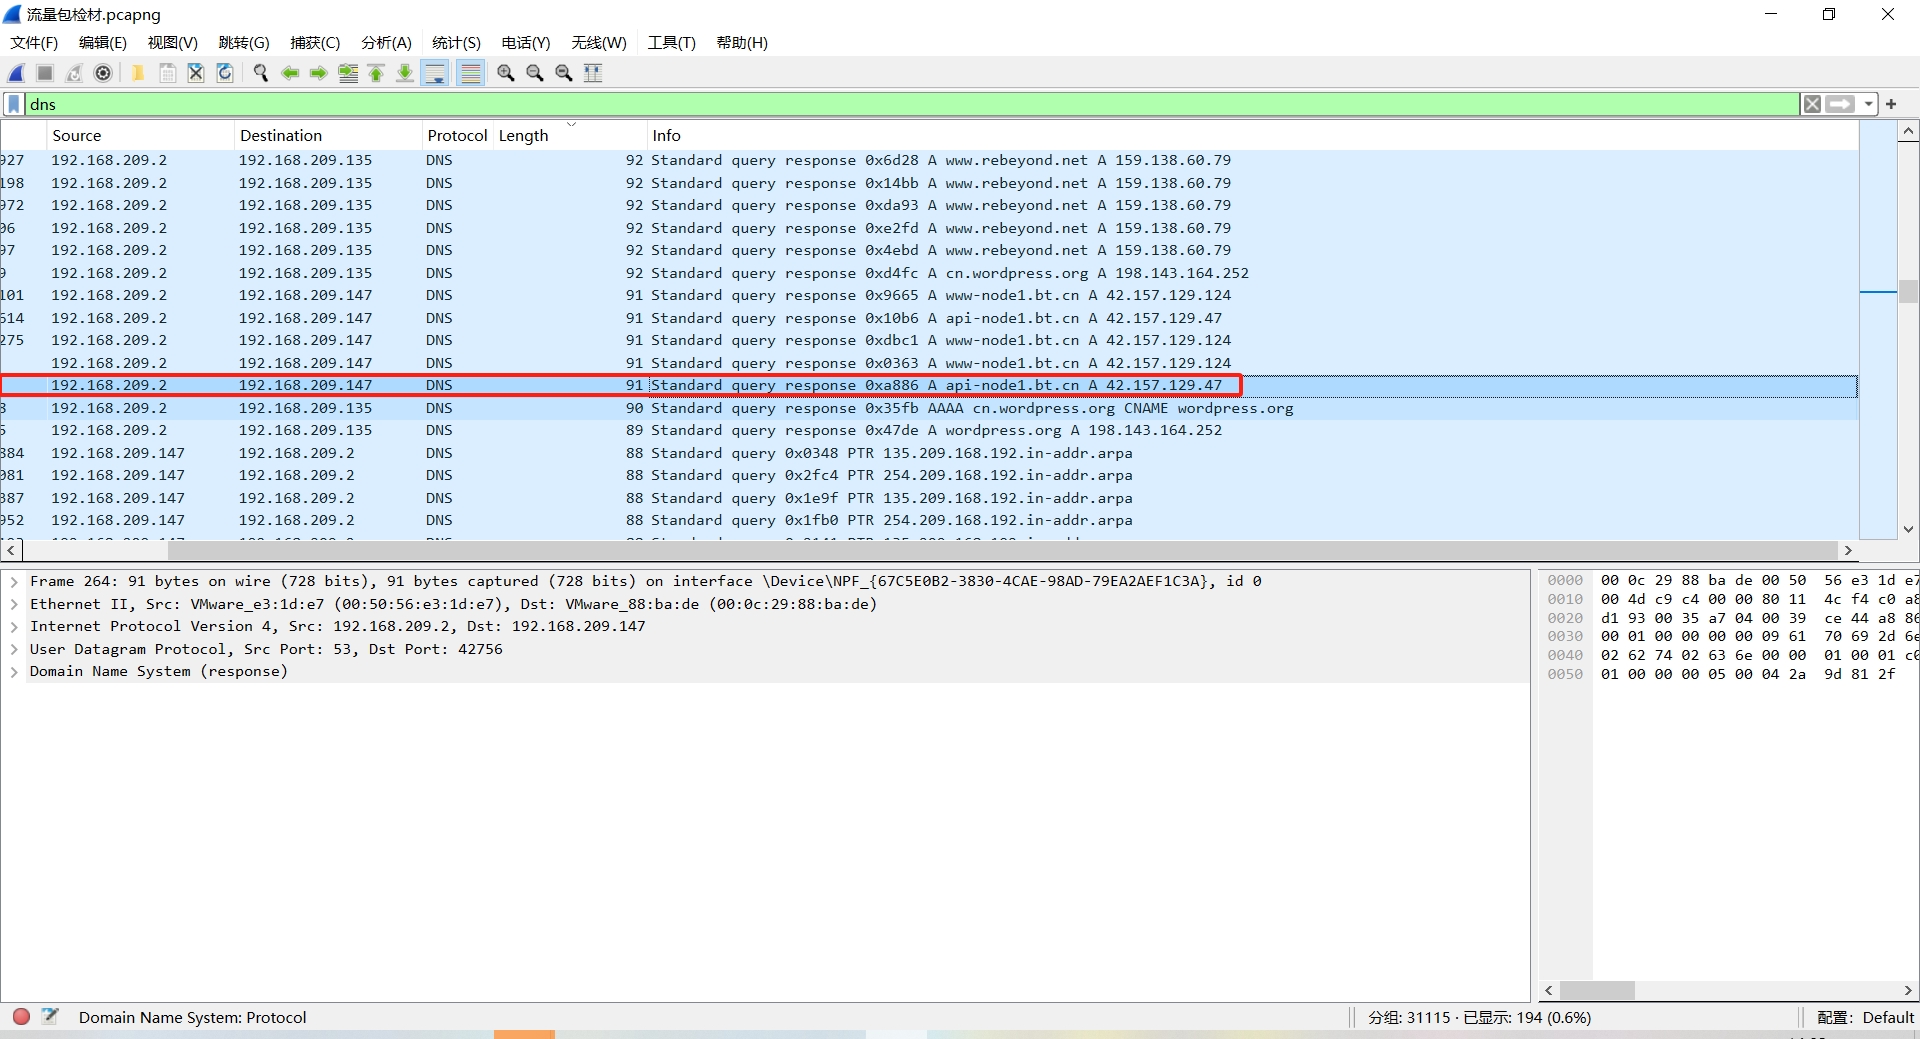 流量包检材.pcapng
文件(F) 编辑(E) 视图(V) 跳转(G) 捕获(C) 分析(A) 统计(S) 电话(Y) 无线(W) 工具(T) 帮助(H)
dns
Source Destination Protocol Length Info
927 192.168.209.2 192.168.209.135 DNS 92 Standard query response 0x6d28 A www.rebeyond.net A 159.138.60.79
198 192.168.209.2 192.168.209.135 DNS 92 Standard query response 0x14bb A www.rebeyond.net A 159.138.60.79
972 192.168.209.2 192.168.209.135 DNS 92 Standard query response 0xda93 A www.rebeyond.net A 159.138.60.79
06 192.168.209.2 192.168.209.135 DNS 92 Standard query response 0xe2fd A www.rebeyond.net A 159.138.60.79
97 192.168.209.2 192.168.209.135 DNS 92 Standard query response 0x4ebd A www.rebeyond.net A 159.138.60.79
9 192.168.209.2 192.168.209.135 DNS 92 Standard query response 0xd4fc A cn.wordpress.org A 198.143.164.252
101 192.168.209.2 192.168.209.147 DNS 91 Standard query response 0x9665 A www-node1.bt.cn A 42.157.129.124
514 192.168.209.2 192.168.209.147 DNS 91 Standard query response 0x10b6 A api-node1.bt.cn A 42.157.129.47
275 192.168.209.2 192.168.209.147 DNS 91 Standard query response 0xdbc1 A www-node1.bt.cn A 42.157.129.124
192.168.209.2 192.168.209.147 DNS 91 Standard query response 0x0363 A www-node1.bt.cn A 42.157.129.124
192.168.209.2 192.168.209.147 DNS 91 Standard query response 0xa886 A api-node1.bt.cn A 42.157.129.47
3 192.168.209.2 192.168.209.135 DNS 90 Standard query response 0x35fb AAAA cn.wordpress.org CNAME wordpress.org
5 192.168.209.2 192.168.209.135 DNS 89 Standard query response 0x47de A wordpress.org A 198.143.164.252
384 192.168.209.147 192.168.209.2 DNS 88 Standard query 0x0348 PTR 135.209.168.192.in-addr.arpa
081 192.168.209.147 192.168.209.2 DNS 88 Standard query 0x2fc4 PTR 254.209.168.192.in-addr.arpa
387 192.168.209.147 192.168.209.2 DNS 88 Standard query 0x1e9f PTR 135.209.168.192.in-addr.arpa
952 192.168.209.147 192.168.209.2 DNS 88 Standard query 0x1fb0 PTR 254.209.168.192.in-addr.arpa
Frame 264: 91 bytes on wire (728 bits), 91 bytes captured (728 bits) on interface \Device\NPF_{67C5E0B2-3830-4CAE-98AD-79EA2AEF1C3A}, id 0
Ethernet II, Src: VMware_e3:1d:e7 (00:50:56:e3:1d:e7), Dst: VMware_88:ba:de (00:0c:29:88:ba:de)
Internet Protocol Version 4, Src: 192.168.209.2, Dst: 192.168.209.147
User Datagram Protocol, Src Port: 53, Dst Port: 42756
Domain Name System (response)
0000 00 0c 29 88 ba de 00 50 56 e3 1d e7
0010 00 4d c9 c4 00 00 80 11 4c f4 c0 a8
0020 d1 93 00 35 a7 04 00 39 ce 44 a8 86
0030 00 01 00 00 00 00 09 61 70 69 2d 6e
0040 02 62 74 02 63 6e 00 00 01 00 01 c0
0050 01 00 00 00 05 00 04 2a 9d 81 2f
Domain Name System: Protocol
分组: 31115 · 已显示: 194 (0.6%)
配置: Default